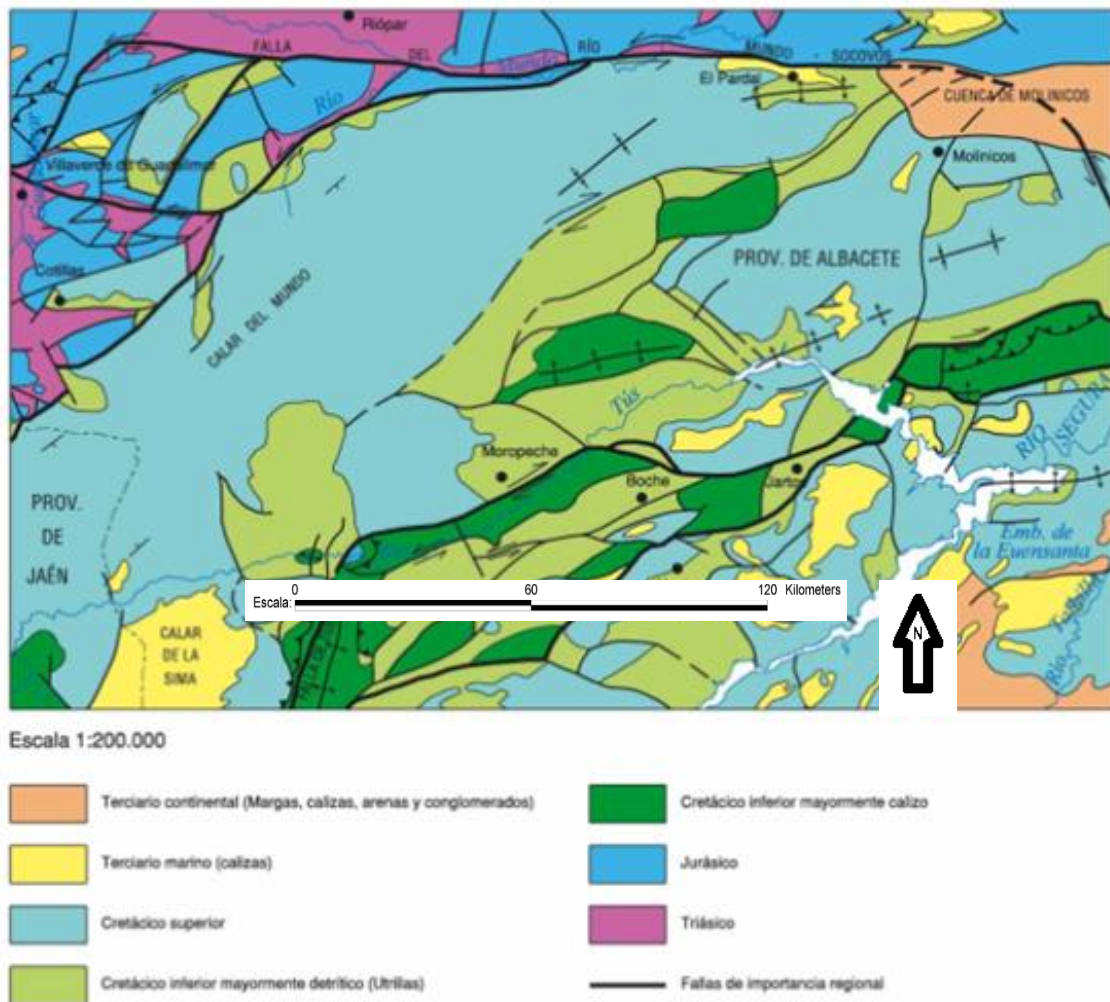 Riópar
FALLA DEL RÍO MUNDO - SOCOVOS
Mundo
El Pardal
CUENCA DE MOLINICOS
Río
Villaverde de Guadalimar
Molinicos
PROV. DE ALBACETE
Cotillas
CALAR DEL MUNDO
Tús
Moropeche
RÍO SEGURA
Boche
Jartos
PROV.
DE
JAÉN
Emb. de
la Fuensanta
0 60 120 Kilometers
Escala:
N
CALAR
DE LA
SIMA
FALLA DE
Río
Escala 1:200.000
Terciario continental (Margas, calizas, arenas y conglomerados)
Terciario marino (calizas)
Cretácico superior
Cretácico inferior mayormente detrítico (Utrillas)
Cretácico inferior mayormente calizo
Jurásico
Triásico
Fallas de importancia regional